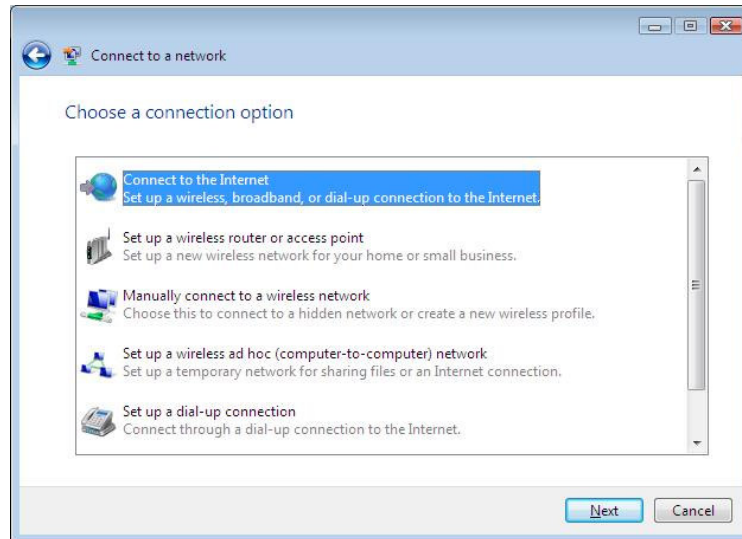 Connect to a network
Choose a connection option
Connect to the Internet
Set up a wireless, broadband, or dial-up connection to the Internet.
Set up a wireless router or access point
Set up a new wireless network for your home or small business.
Manually connect to a wireless network
Choose this to connect to a hidden network or create a new wireless profile.
Set up a wireless ad hoc (computer-to-computer) network
Set up a temporary network for sharing files or an Internet connection.
Set up a dial-up connection
Connect through a dial-up connection to the Internet.
Next Cancel